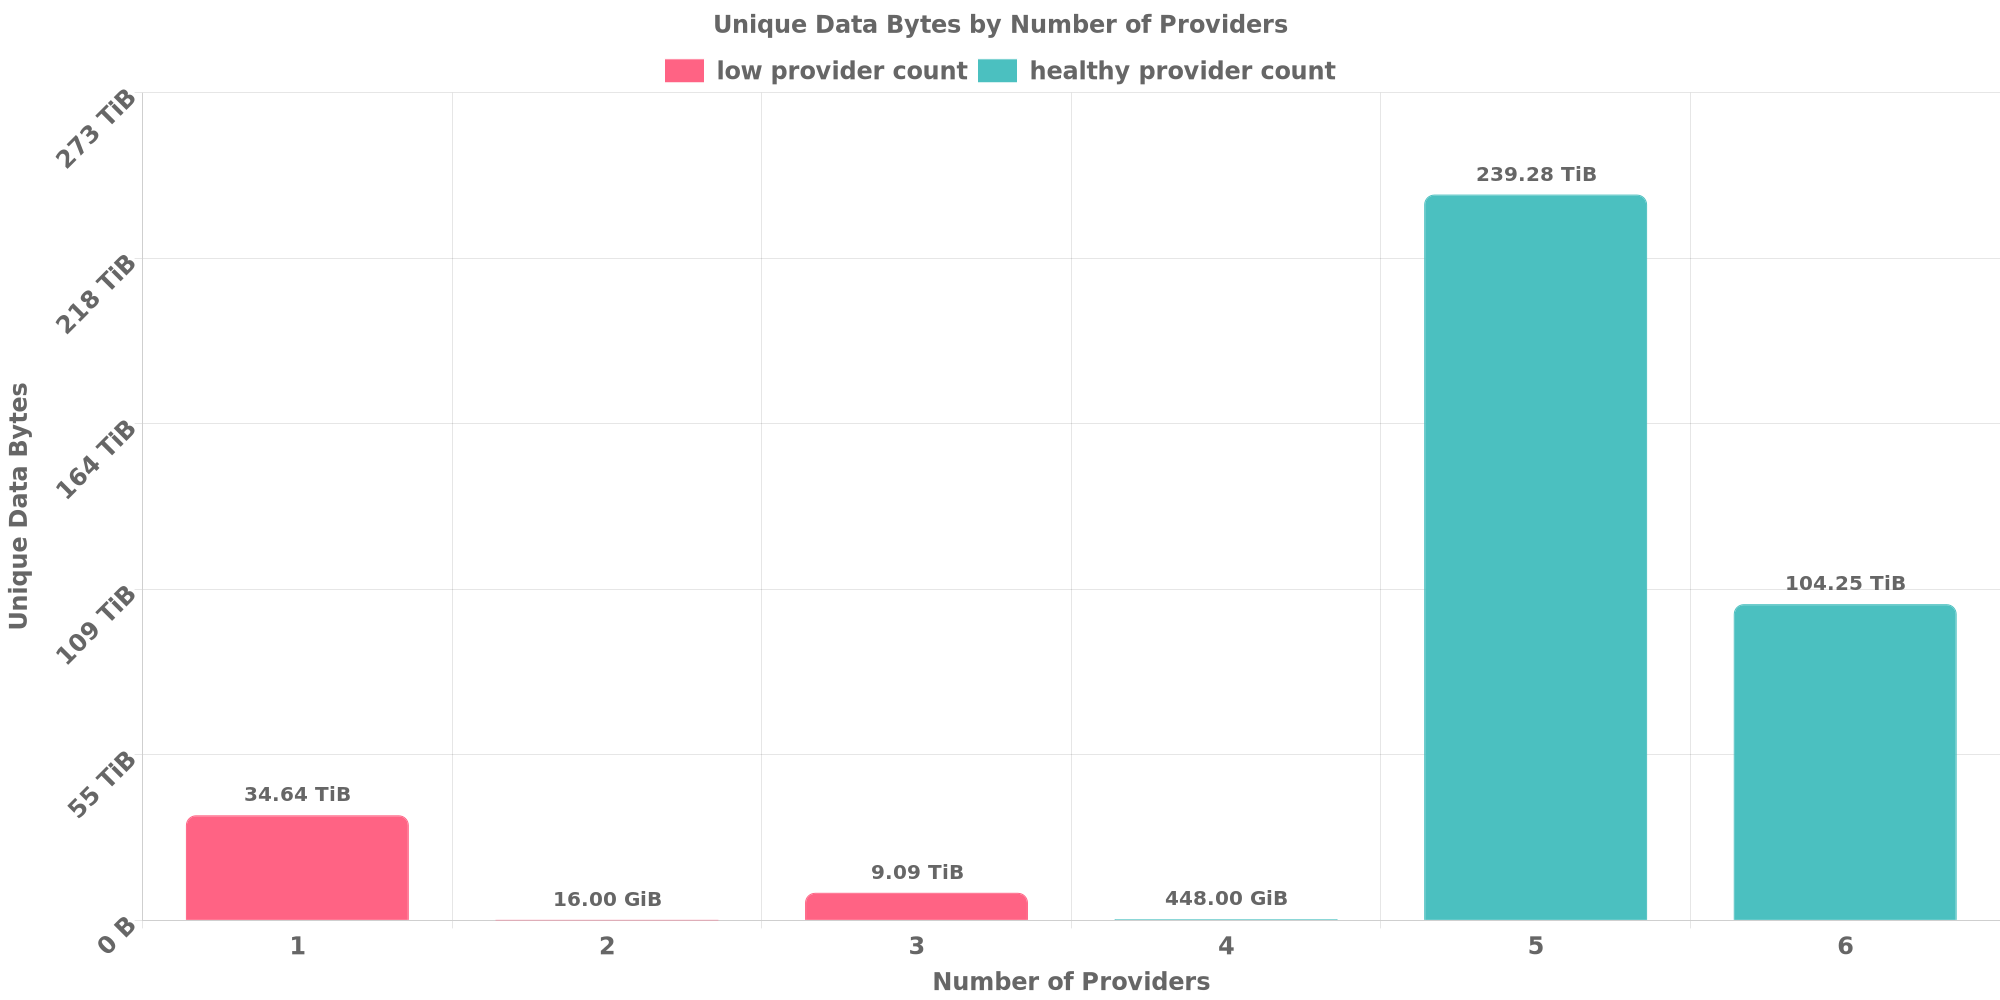 Unique Data Bytes by Number of Providers
low provider count healthy provider count
273 TiB
218 TiB
164 TiB
109 TiB
55 TiB
0 B
Unique Data Bytes
34.64 TiB
16.00 GiB
9.09 TiB
448.00 GiB
239.28 TiB
104.25 TiB
1 2 3 4 5 6
Number of Providers